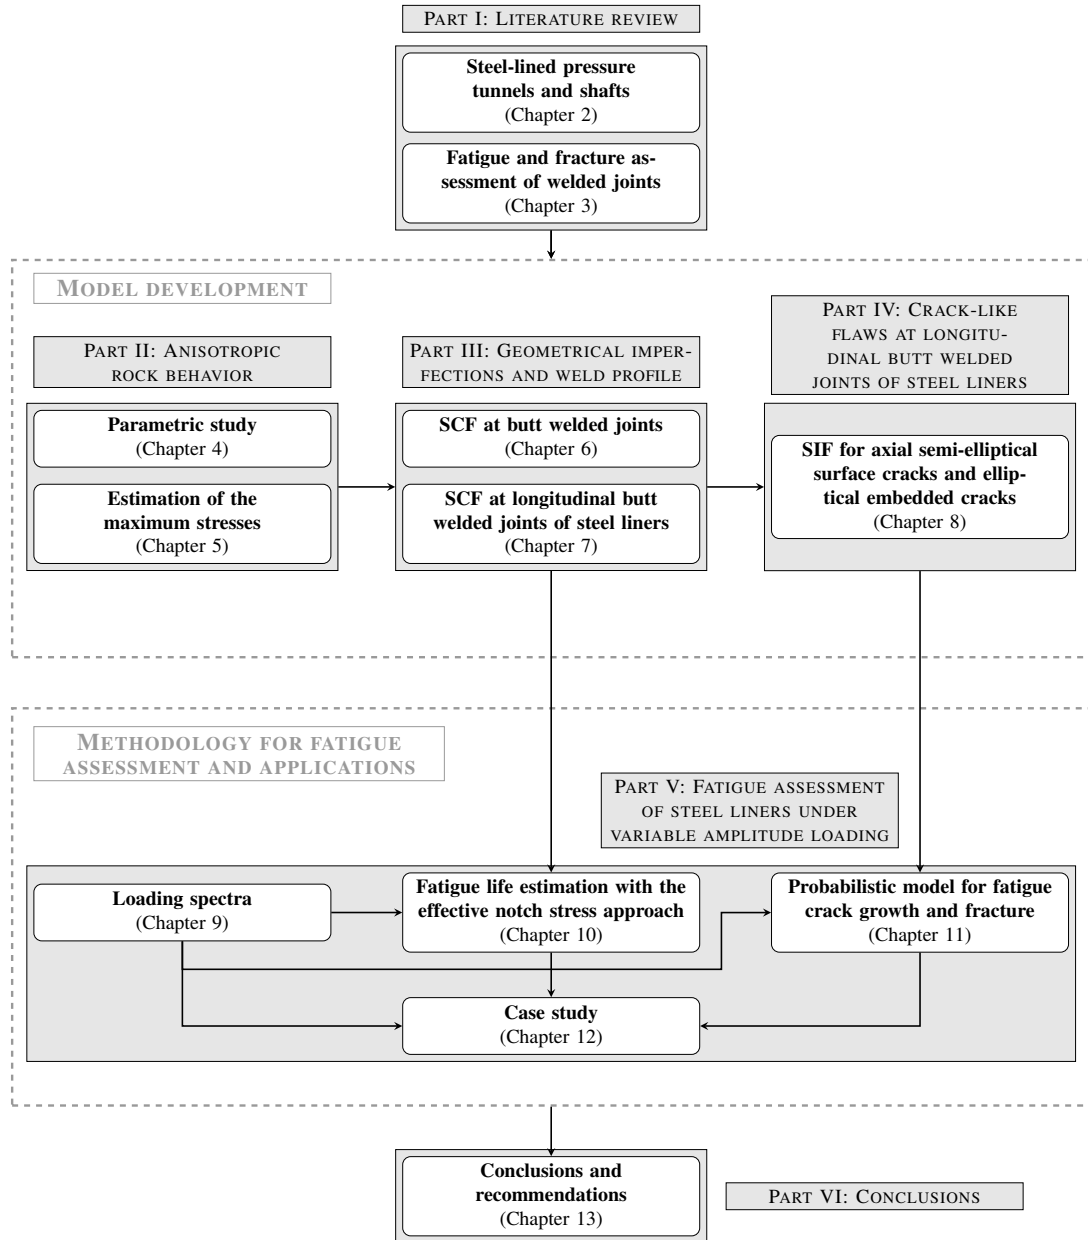 PART I: LITERATURE REVIEW
Steel-lined pressure
tunnels and shafts
(Chapter 2)
Fatigue and fracture as-
sessment of welded joints
(Chapter 3)
MODEL DEVELOPMENT
PART II: ANISOTROPIC
ROCK BEHAVIOR
Parametric study
(Chapter 4)
Estimation of the
maximum stresses
(Chapter 5)
PART III: GEOMETRICAL IMPER-
FECTIONS AND WELD PROFILE
SCF at butt welded joints
(Chapter 6)
SCF at longitudinal butt
welded joints of steel liners
(Chapter 7)
PART IV: CRACK-LIKE
FLAWS AT LONGITU-
DINAL BUTT WELDED
JOINTS OF STEEL LINERS
SIF for axial semi-elliptical
surface cracks and ellip-
tical embedded cracks
(Chapter 8)
METHODOLOGY FOR FATIGUE
ASSESSMENT AND APPLICATIONS
PART V: FATIGUE ASSESSMENT
OF STEEL LINERS UNDER
VARIABLE AMPLITUDE LOADING
Loading spectra
(Chapter 9)
Fatigue life estimation with the
effective notch stress approach
(Chapter 10)
Probabilistic model for fatigue
crack growth and fracture
(Chapter 11)
Case study
(Chapter 12)
Conclusions and
recommendations
(Chapter 13)
PART VI: CONCLUSIONS